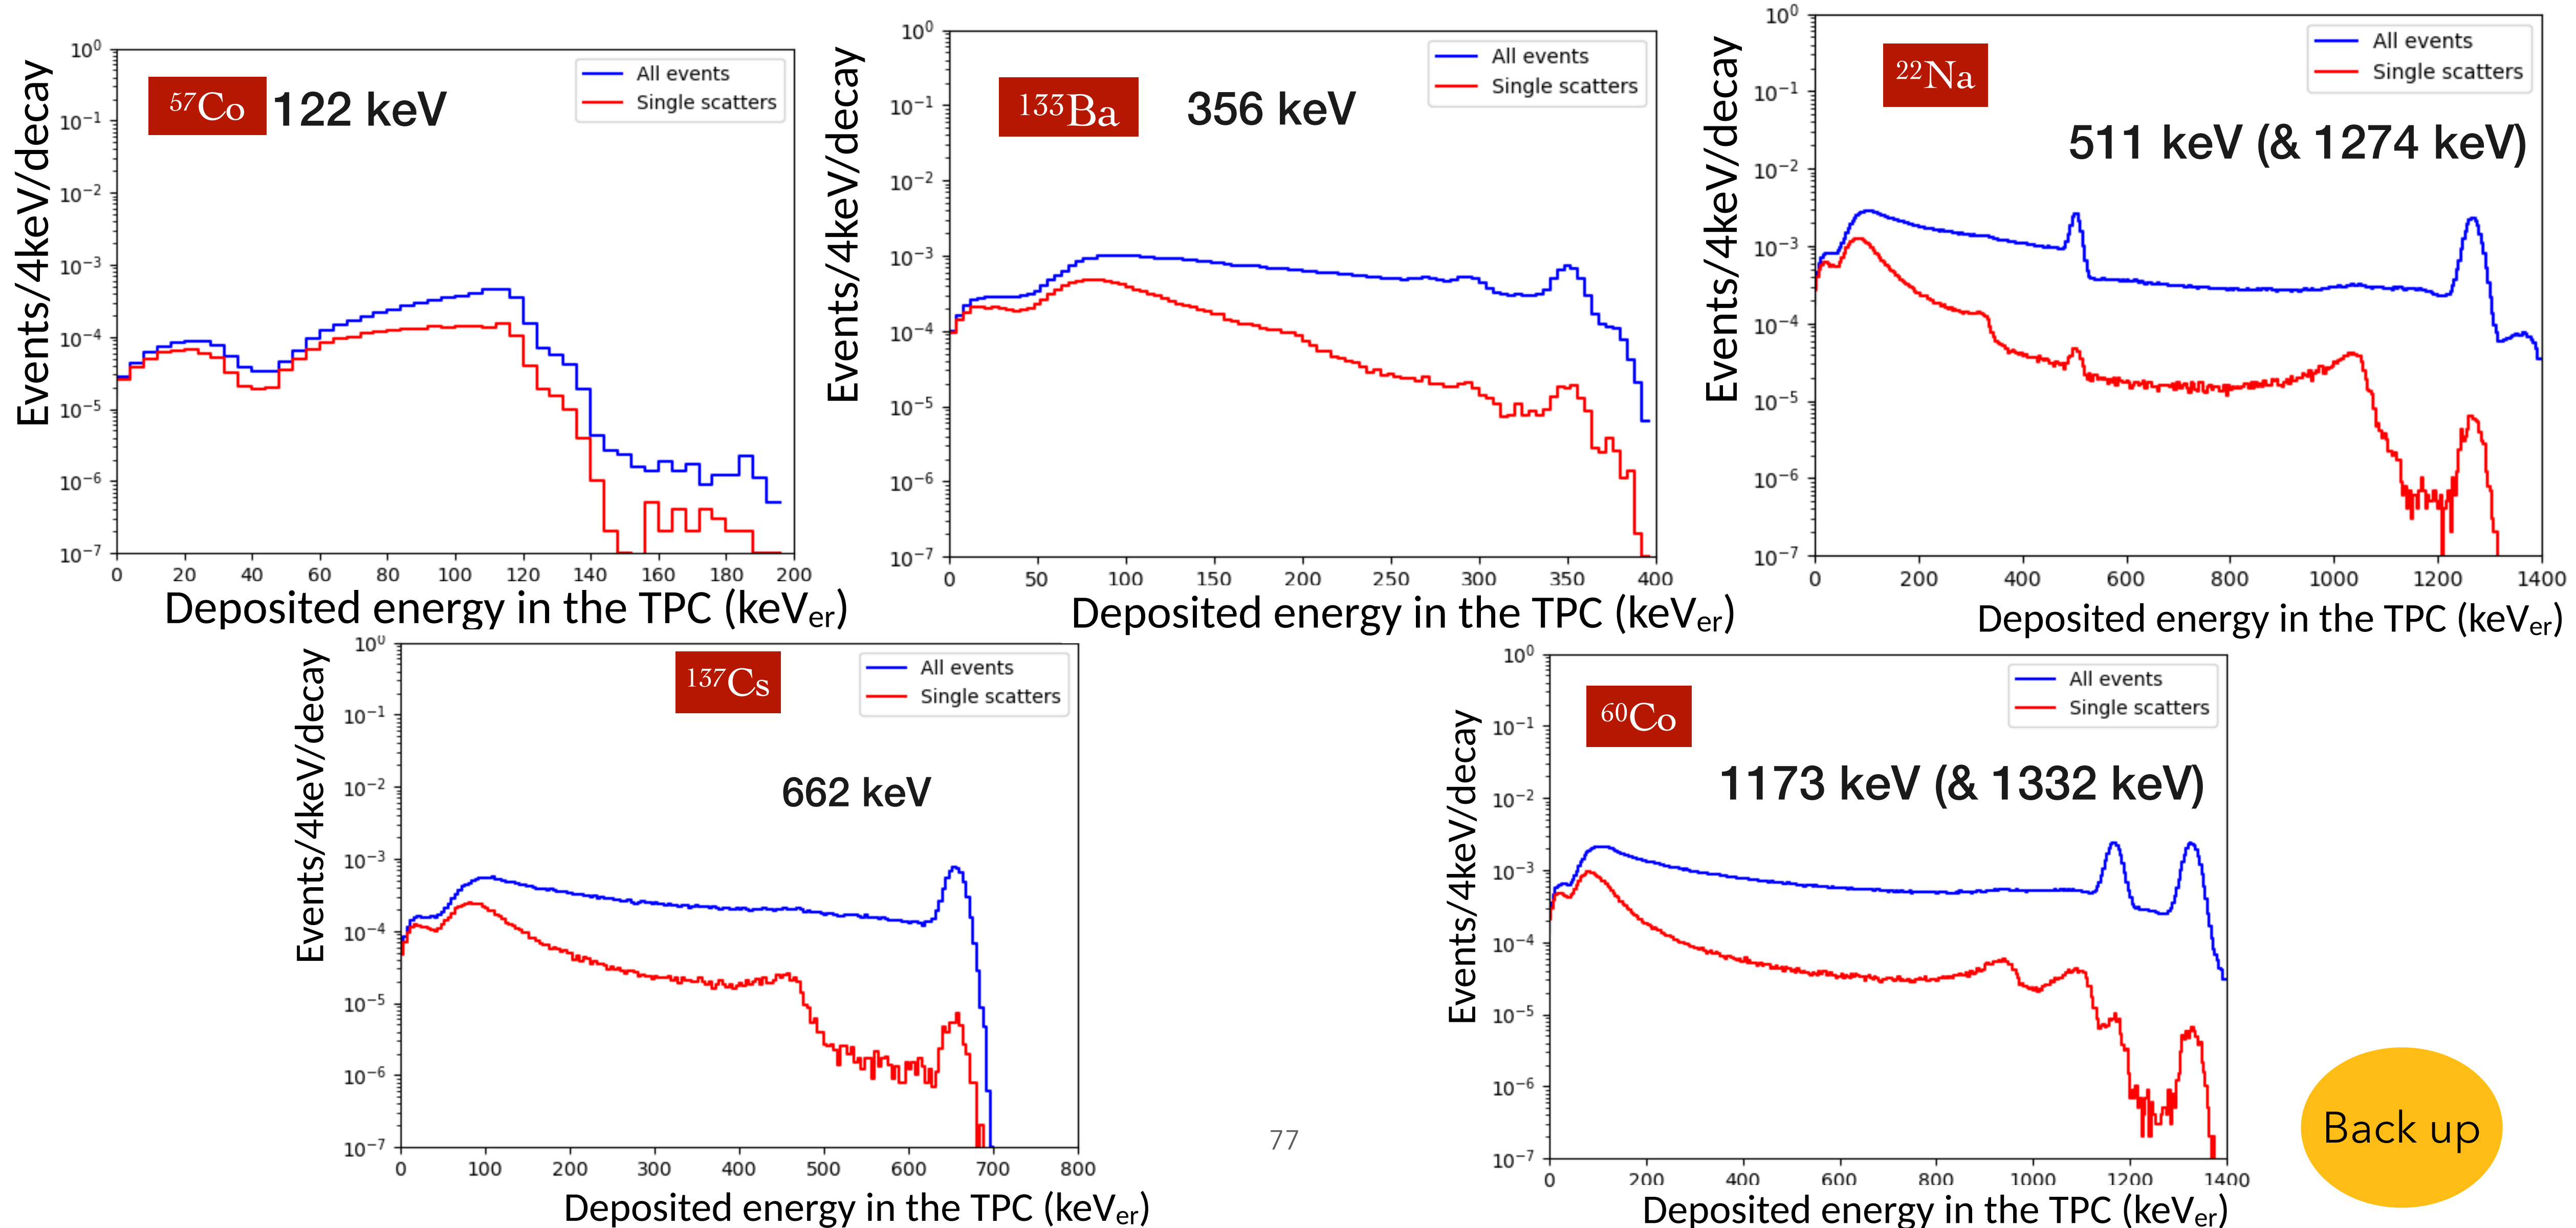 Events/4keV/decay
10⁰
10⁻¹
10⁻²
10⁻³
10⁻⁴
10⁻⁵
10⁻⁶
10⁻⁷
⁵⁷Co
122 keV
All events
Single scatters
0 20 40 60 80 100 120 140 160 180 200
Deposited energy in the TPC (keVₑᵣ)
Events/4keV/decay
10⁰
10⁻¹
10⁻²
10⁻³
10⁻⁴
10⁻⁵
10⁻⁶
10⁻⁷
¹³³Ba
356 keV
All events
Single scatters
0 50 100 150 200 250 300 350 400
Deposited energy in the TPC (keVₑᵣ)
Events/4keV/decay
10⁰
10⁻¹
10⁻²
10⁻³
10⁻⁴
10⁻⁵
10⁻⁶
10⁻⁷
²²Na
All events
Single scatters
511 keV (& 1274 keV)
0 200 400 600 800 1000 1200 1400
Deposited energy in the TPC (keVₑᵣ)
Events/4keV/decay
10⁰
10⁻¹
10⁻²
10⁻³
10⁻⁴
10⁻⁵
10⁻⁶
10⁻⁷
¹³⁷Cs
All events
Single scatters
662 keV
0 100 200 300 400 500 600 700 800
Deposited energy in the TPC (keVₑᵣ)
77
Events/4keV/decay
10⁰
10⁻¹
10⁻²
10⁻³
10⁻⁴
10⁻⁵
10⁻⁶
10⁻⁷
⁶⁰Co
All events
Single scatters
1173 keV (& 1332 keV)
0 200 400 600 800 1000 1200 1400
Deposited energy in the TPC (keVₑᵣ)
Back up